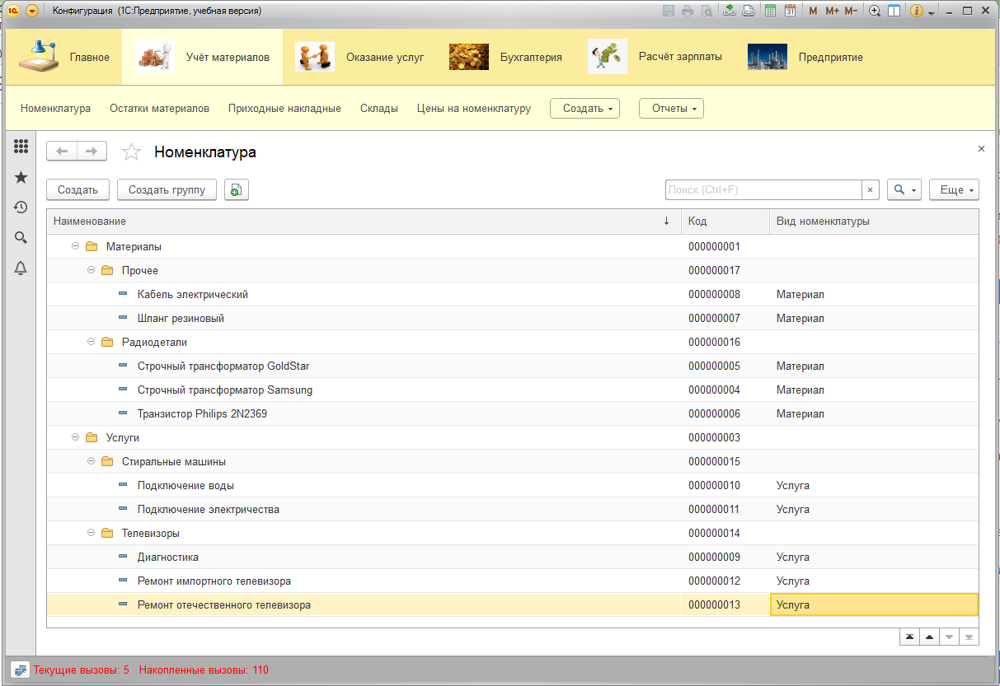 Конфигурация (1С:Предприятие, учебная версия)
M M+ M-
Главное Учёт материалов Оказание услуг Бухгалтерия Расчёт зарплаты Предприятие
Номенклатура Остатки материалов Приходные накладные Склады Цены на номенклатуру Создать Отчеты
Номенклатура
Создать Создать группу Поиск (Ctrl+F) Еще
Наименование Код Вид номенклатуры
Материалы 000000001
Прочее 000000017
Кабель электрический 000000008 Материал
Шланг резиновый 000000007 Материал
Радиодетали 000000016
Строчный трансформатор GoldStar 000000005 Материал
Строчный трансформатор Samsung 000000004 Материал
Транзистор Philips 2N2369 000000006 Материал
Услуги 000000003
Стиральные машины 000000015
Подключение воды 000000010 Услуга
Подключение электричества 000000011 Услуга
Телевизоры 000000014
Диагностика 000000009 Услуга
Ремонт импортного телевизора 000000012 Услуга
Ремонт отечественного телевизора 000000013 Услуга
Текущие вызовы: 5 Накопленные вызовы: 110